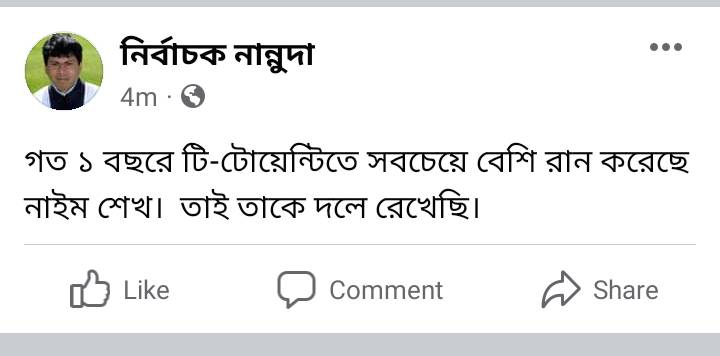 নির্বাচক নান্নুদা
4m ·
গত ১ বছরে টি-টোয়েন্টিতে সবচেয়ে বেশি রান করেছে
নাইম শেখ। তাই তাকে দলে রেখেছি।
Like Comment Share